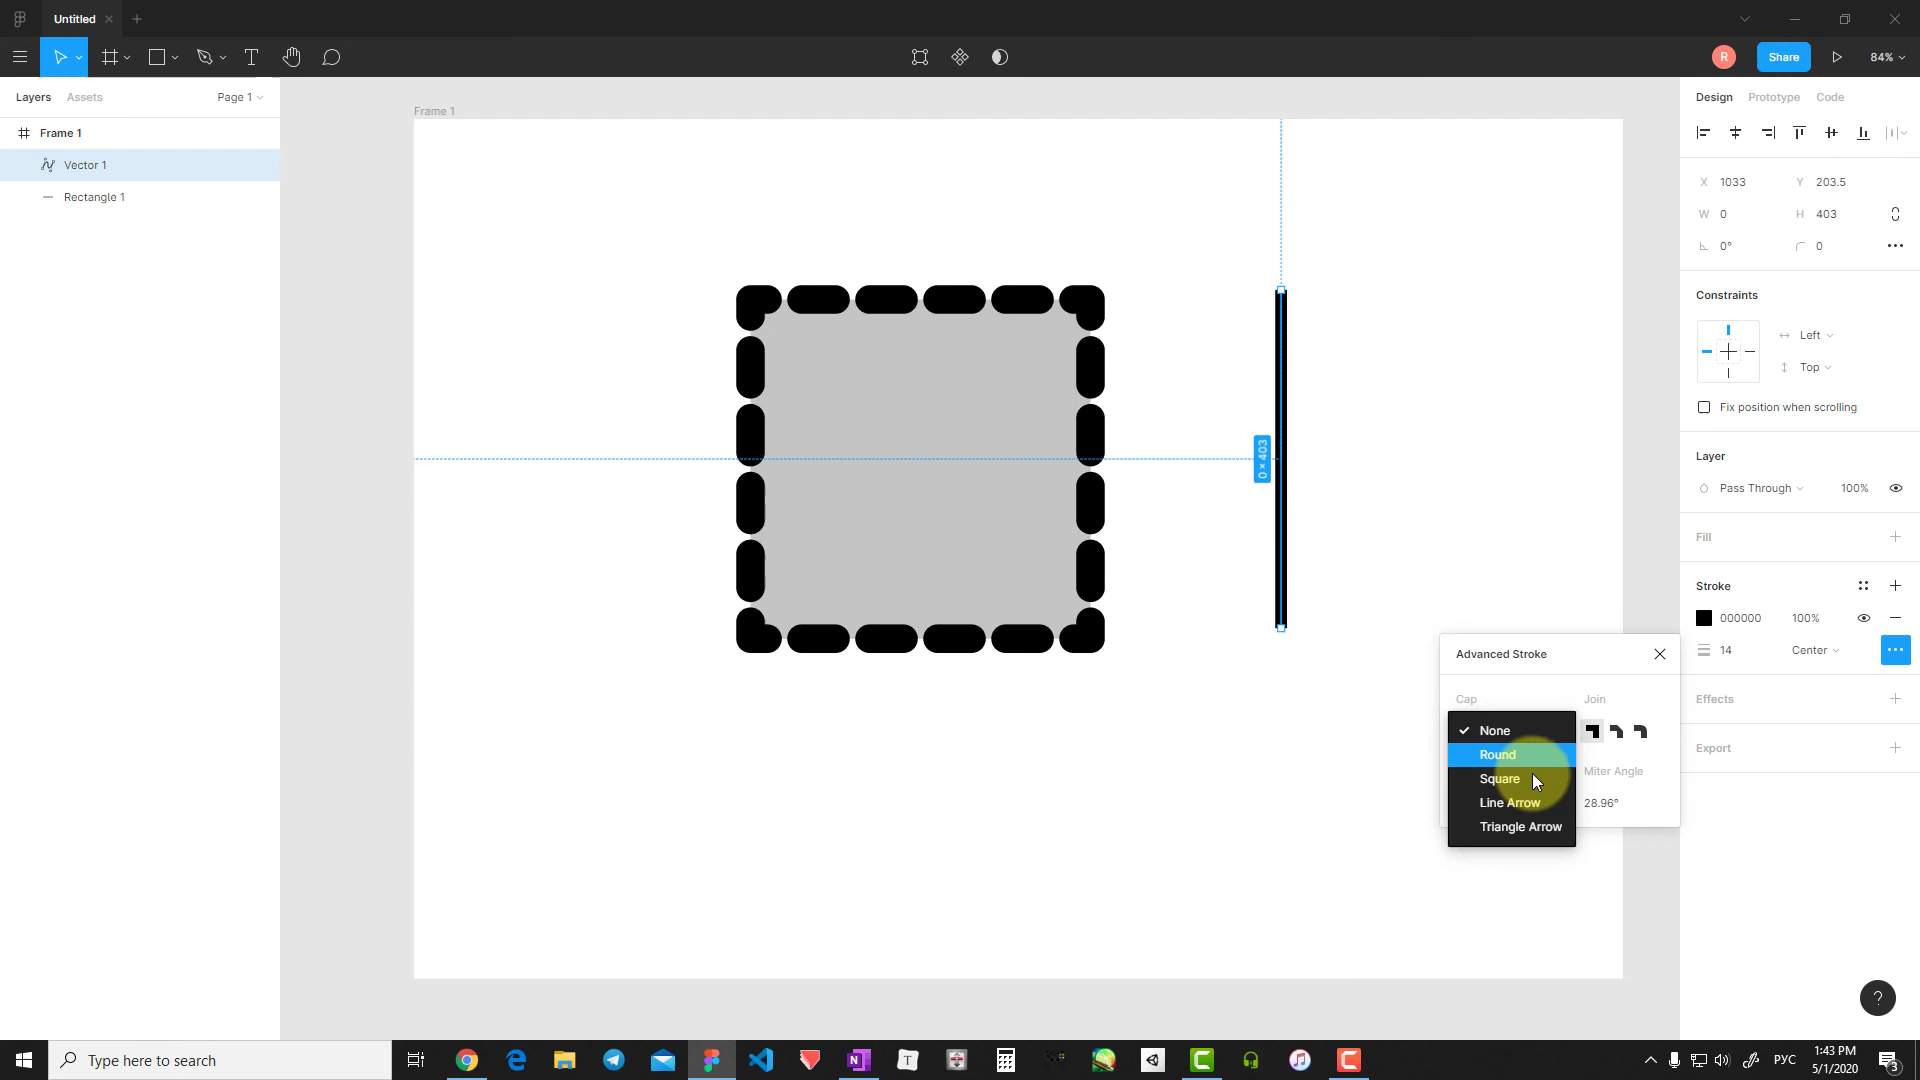 Untitled
R
Share
84%
Layers
Assets
Page 1
Frame 1
Vector 1
Rectangle 1
Frame 1
0 × 403
Design
Prototype
Code
X 1033
Y 203.5
W 0
H 403
0°
0
Constraints
Left
Top
Fix position when scrolling
Layer
Pass Through
100%
Fill
Stroke
000000
100%
14
Center
Effects
Export
Advanced Stroke
Cap
Join
None
Round
Square
Line Arrow
Triangle Arrow
Miter Angle
28.96°
?
Type here to search
РУС
1:43 PM
5/1/2020
3